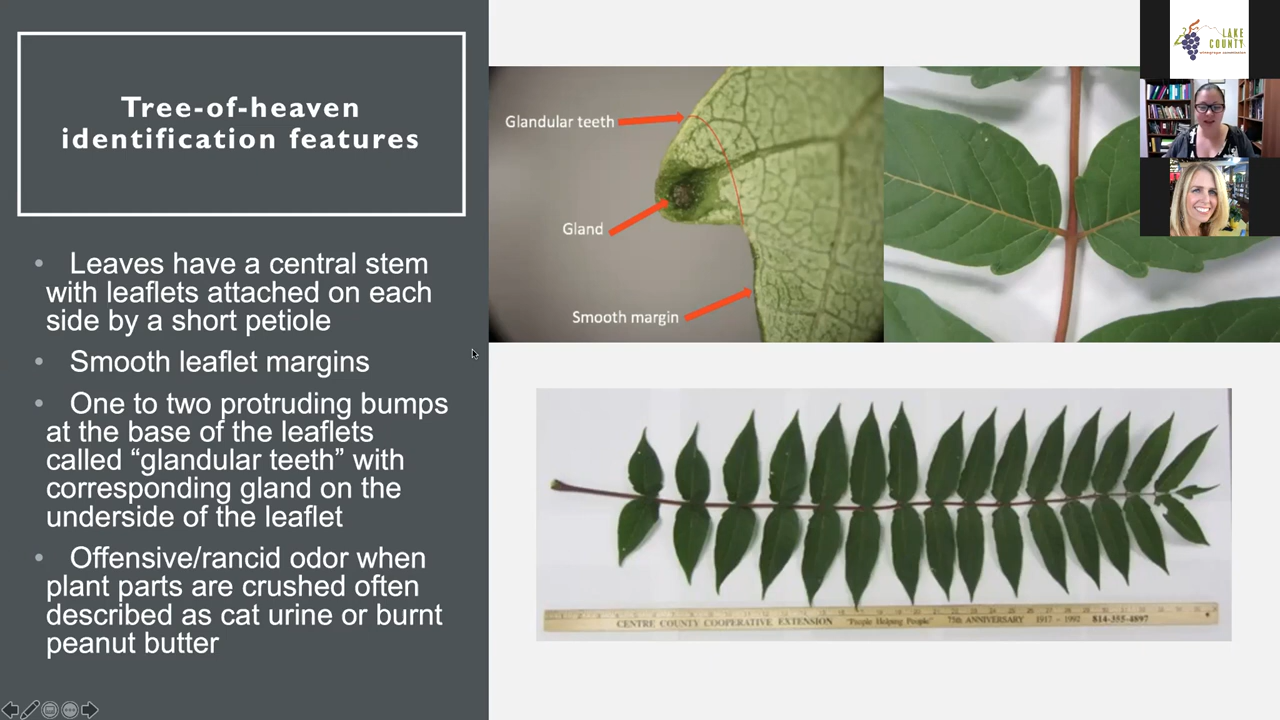 Tree-of-heaven
identification features
• Leaves have a central stem
with leaflets attached on each
side by a short petiole
• Smooth leaflet margins
• One to two protruding bumps
at the base of the leaflets
called “glandular teeth” with
corresponding gland on the
underside of the leaflet
• Offensive/rancid odor when
plant parts are crushed often
described as cat urine or burnt
peanut butter
Glandular teeth
Gland
Smooth margin
LAKE
COUNTY
CENTRE COUNTY COOPERATIVE EXTENSION "People Helping People" 75th ANNIVERSARY 1917 - 1992